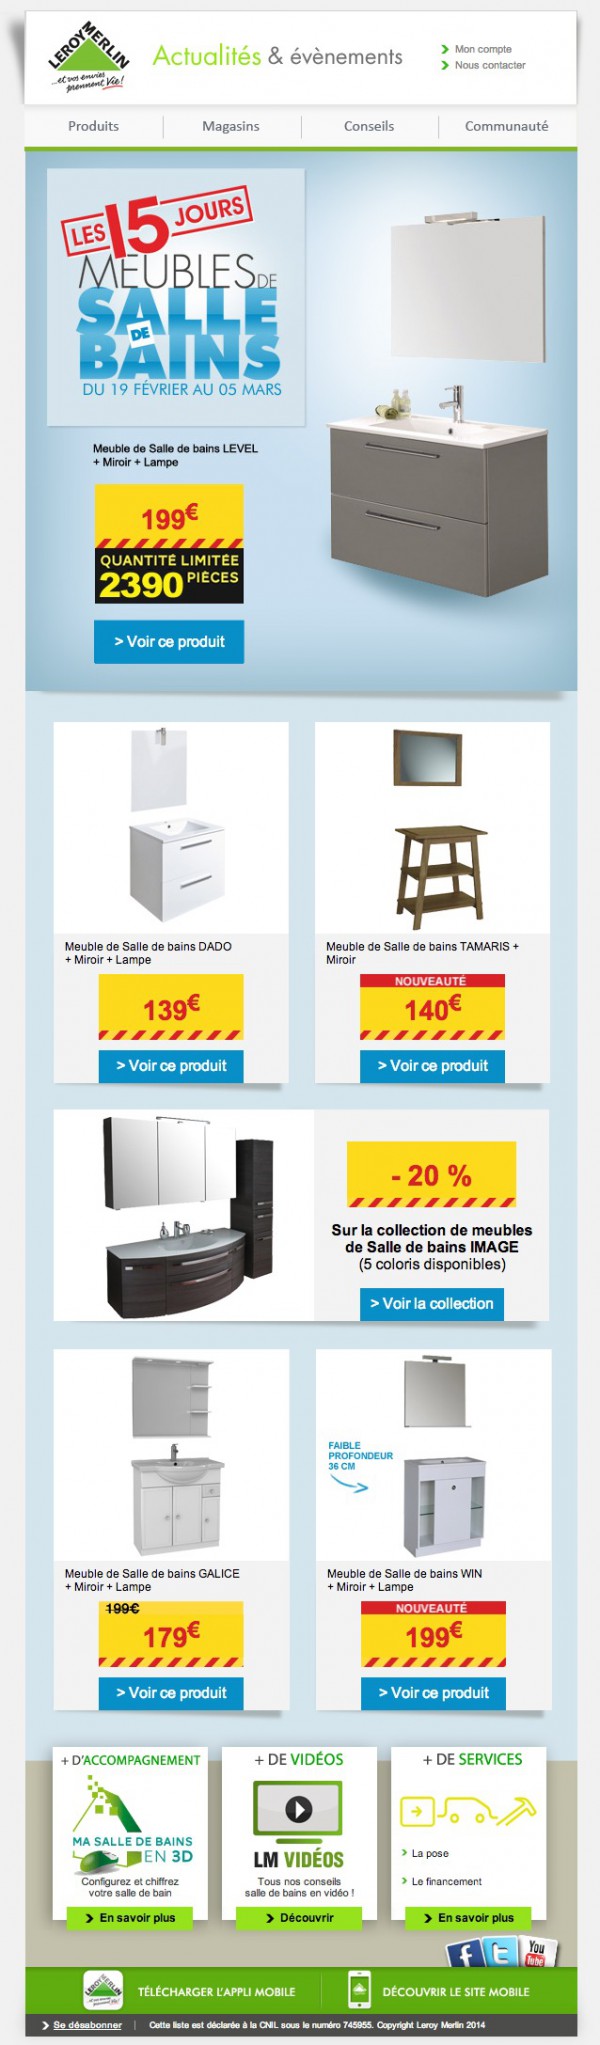 LEROY MERLIN
...et vos envies
prennent Vie!
Actualités & évènements
Mon compte
Nous contacter
Produits
Magasins
Conseils
Communauté
LES 15 JOURS
MEUBLES DE
SALLE
DE
BAINS
DU 19 FÉVRIER AU 05 MARS
Meuble de Salle de bains LEVEL
+ Miroir + Lampe
199€
QUANTITÉ LIMITÉE
2390 PIÈCES
> Voir ce produit
Meuble de Salle de bains DADO
+ Miroir + Lampe
139€
> Voir ce produit
Meuble de Salle de bains TAMARIS +
Miroir
NOUVEAUTÉ
140€
> Voir ce produit
- 20 %
Sur la collection de meubles
de Salle de bains IMAGE
(5 coloris disponibles)
> Voir la collection
Meuble de Salle de bains GALICE
+ Miroir + Lampe
199€
179€
> Voir ce produit
FAIBLE
PROFONDEUR
36 CM
Meuble de Salle de bains WIN
+ Miroir + Lampe
NOUVEAUTÉ
199€
> Voir ce produit
+ D'ACCOMPAGNEMENT
MA SALLE DE BAINS
EN 3D
Configurez et chiffrez
votre salle de bain
En savoir plus
+ DE VIDÉOS
LM VIDÉOS
Tous nos conseils
salle de bains en vidéo !
Découvrir
+ DE SERVICES
La pose
Le financement
En savoir plus
f
t
You
Tube
LEROY MERLIN
TÉLÉCHARGER L'APPLI MOBILE
DÉCOUVRIR LE SITE MOBILE
Se désabonner
Cette liste est déclarée à la CNIL sous le numéro 745955. Copyright Leroy Merlin 2014